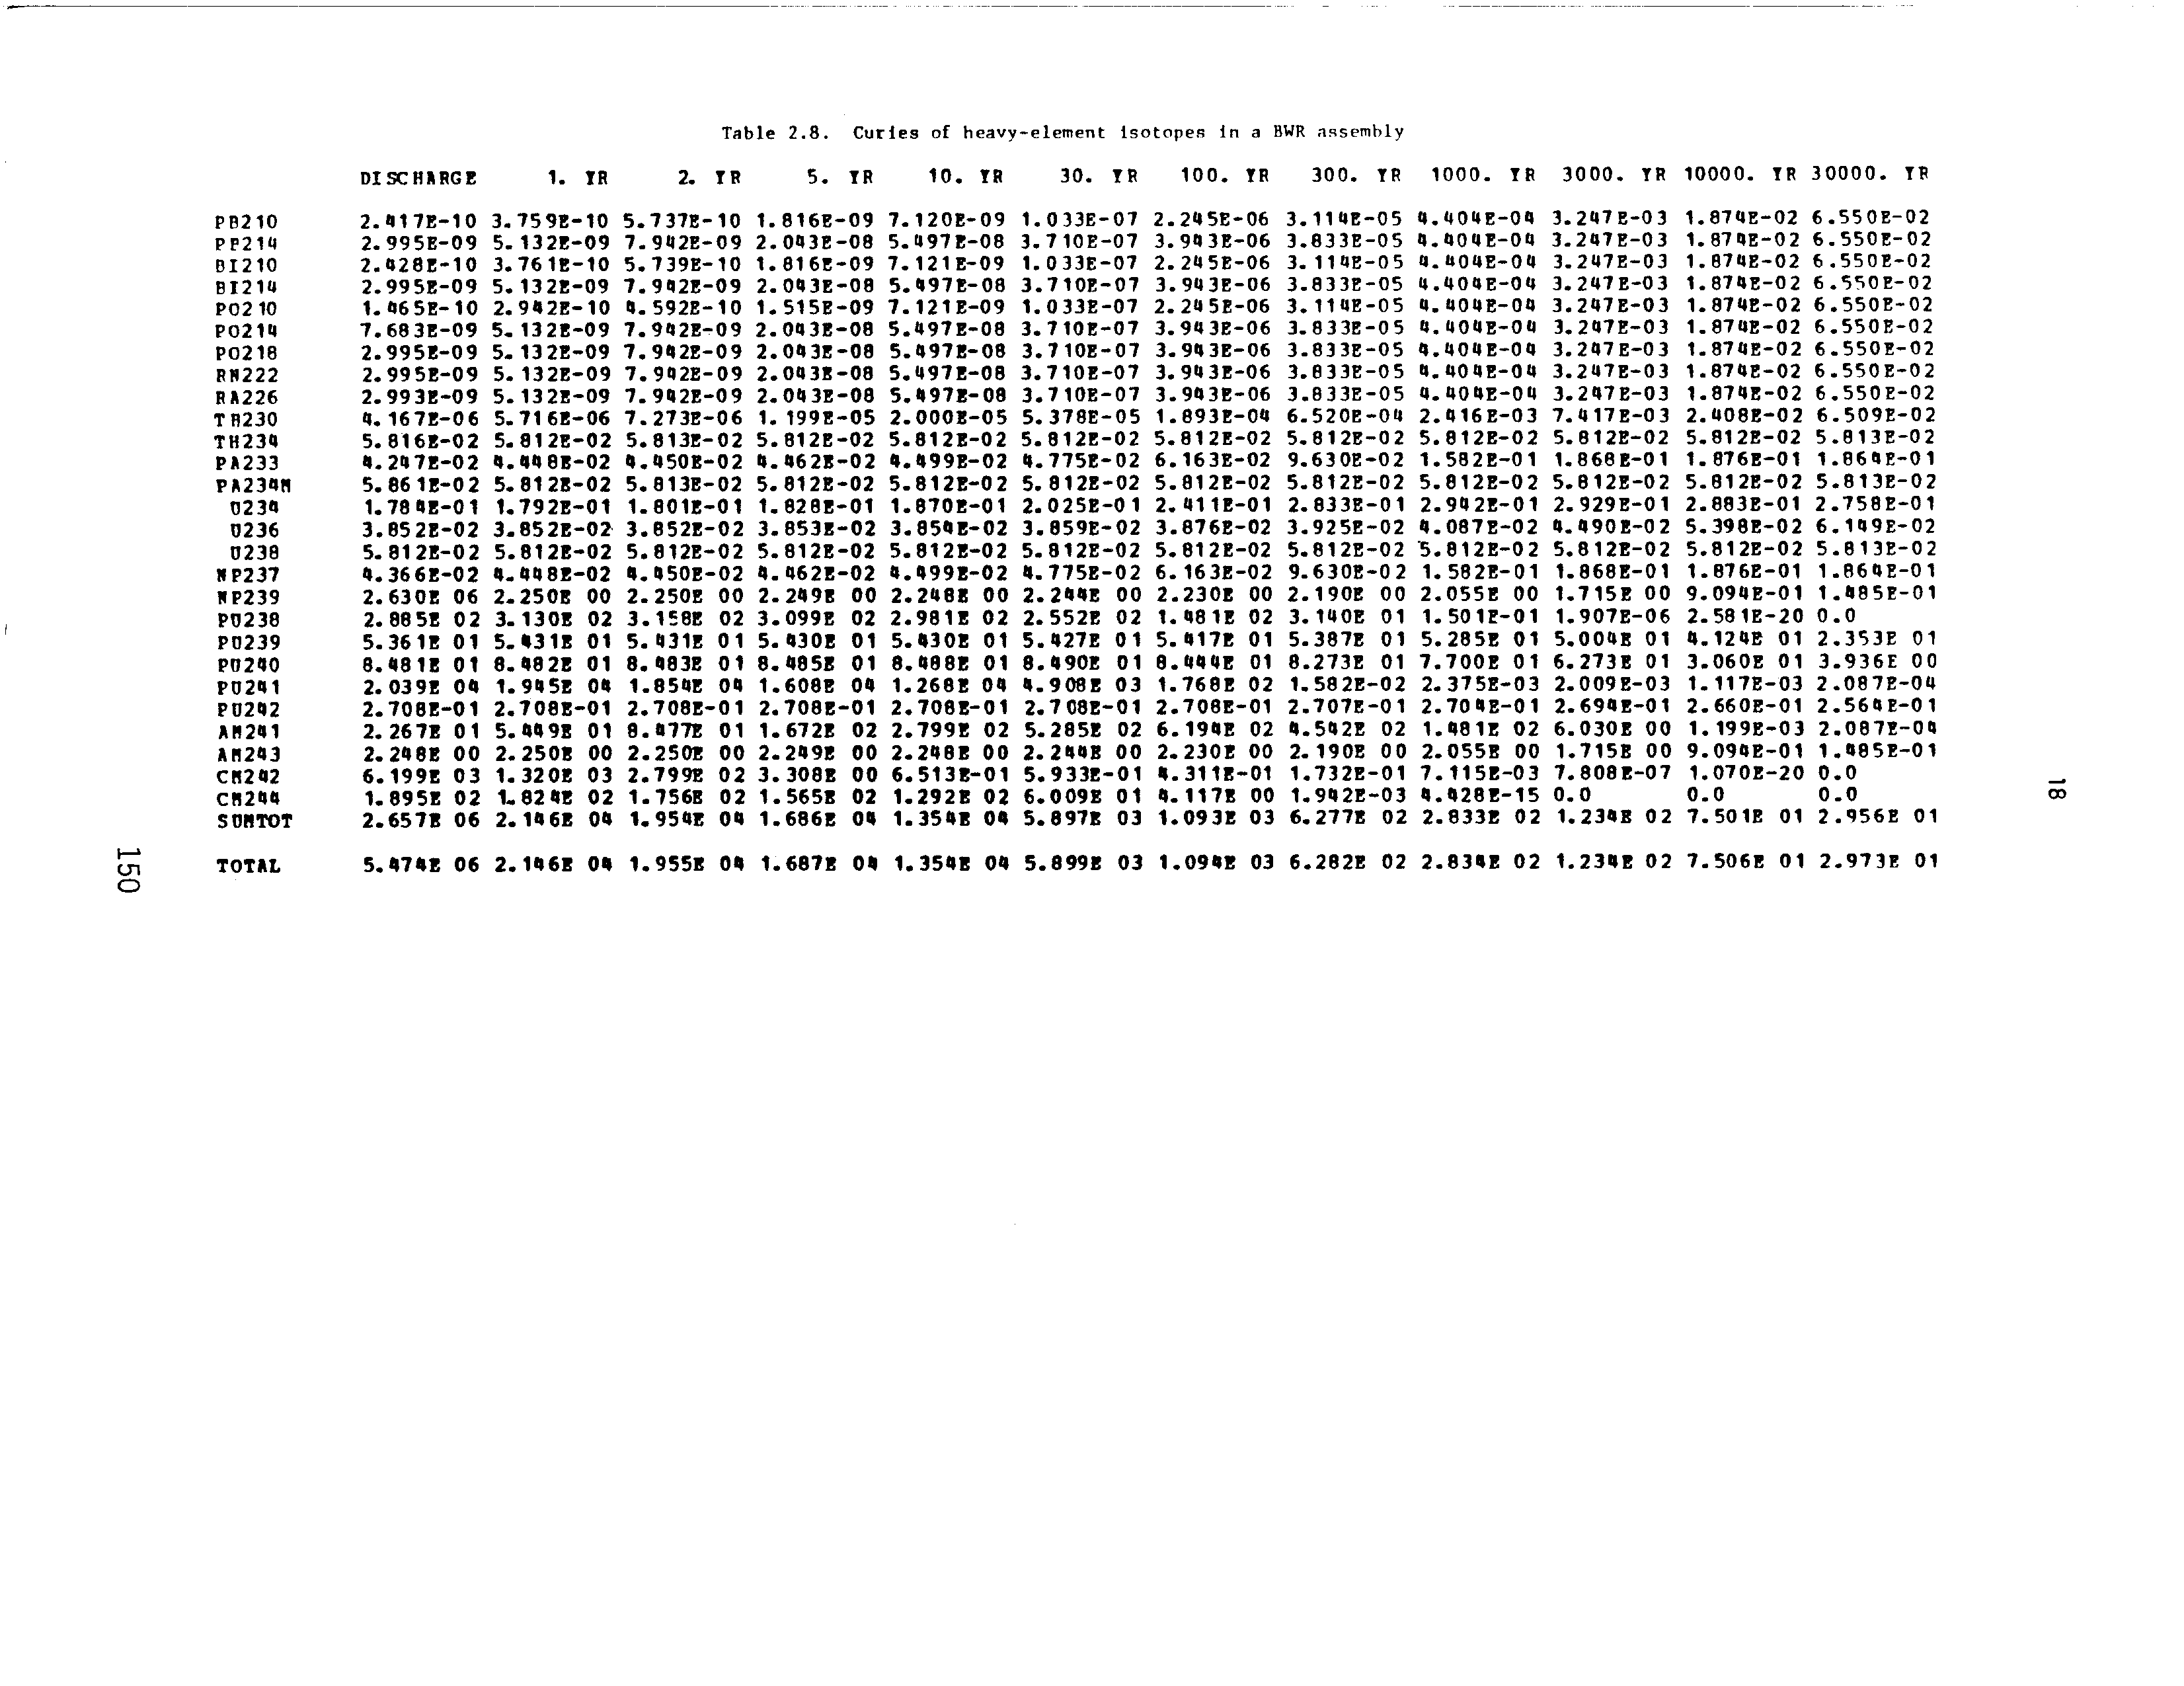 Table 2.8. Curies of heavy-element isotopes in a BWR assembly
DISCHARGE 1. YR 2. YR 5. YR 10. YR 30. YR 100. YR 300. YR 1000. YR 3000. YR 10000. YR 30000. YR
PB210 2.417E-10 3.759E-10 5.737E-10 1.816E-09 7.120E-09 1.033E-07 2.245E-06 3.114E-05 4.404E-04 3.247E-03 1.874E-02 6.550E-02
PB214 2.995E-09 5.132E-09 7.942E-09 2.043E-08 5.497E-08 3.710E-07 3.943E-06 3.833E-05 4.404E-04 3.247E-03 1.874E-02 6.550E-02
BI210 2.428E-10 3.761E-10 5.739E-10 1.816E-09 7.121E-09 1.033E-07 2.245E-06 3.114E-05 4.404E-04 3.247E-03 1.874E-02 6.550E-02
BI214 2.995E-09 5.132E-09 7.942E-09 2.043E-08 5.497E-08 3.710E-07 3.943E-06 3.833E-05 4.404E-04 3.247E-03 1.874E-02 6.550E-02
PO210 1.465E-10 2.942E-10 4.592E-10 1.515E-09 7.121E-09 1.033E-07 2.245E-06 3.114E-05 4.404E-04 3.247E-03 1.874E-02 6.550E-02
PO214 7.683E-09 5.132E-09 7.942E-09 2.043E-08 5.497E-08 3.710E-07 3.943E-06 3.833E-05 4.404E-04 3.247E-03 1.874E-02 6.550E-02
PO218 2.995E-09 5.132E-09 7.942E-09 2.043E-08 5.497E-08 3.710E-07 3.943E-06 3.833E-05 4.404E-04 3.247E-03 1.874E-02 6.550E-02
RN222 2.995E-09 5.132E-09 7.942E-09 2.043E-08 5.497E-08 3.710E-07 3.943E-06 3.833E-05 4.404E-04 3.247E-03 1.874E-02 6.550E-02
RA226 2.993E-09 5.132E-09 7.942E-09 2.043E-08 5.497E-08 3.710E-07 3.943E-06 3.833E-05 4.404E-04 3.247E-03 1.874E-02 6.550E-02
TH230 4.167E-06 5.716E-06 7.273E-06 1.199E-05 2.000E-05 5.378E-05 1.893E-04 6.520E-04 2.416E-03 7.417E-03 2.408E-02 6.509E-02
TH234 5.816E-02 5.812E-02 5.813E-02 5.812E-02 5.812E-02 5.812E-02 5.812E-02 5.812E-02 5.812E-02 5.812E-02 5.812E-02 5.813E-02
PA233 4.247E-02 4.448E-02 4.450E-02 4.462E-02 4.499E-02 4.775E-02 6.163E-02 9.630E-02 1.582E-01 1.868E-01 1.876E-01 1.864E-01
PA234M 5.861E-02 5.812E-02 5.813E-02 5.812E-02 5.812E-02 5.812E-02 5.812E-02 5.812E-02 5.812E-02 5.812E-02 5.812E-02 5.813E-02
U234 1.784E-01 1.792E-01 1.801E-01 1.828E-01 1.870E-01 2.025E-01 2.411E-01 2.833E-01 2.942E-01 2.929E-01 2.883E-01 2.758E-01
U236 3.852E-02 3.852E-02 3.852E-02 3.853E-02 3.854E-02 3.859E-02 3.876E-02 3.925E-02 4.087E-02 4.490E-02 5.398E-02 6.149E-02
U238 5.812E-02 5.812E-02 5.812E-02 5.812E-02 5.812E-02 5.812E-02 5.812E-02 5.812E-02 5.812E-02 5.812E-02 5.812E-02 5.813E-02
NP237 4.366E-02 4.448E-02 4.450E-02 4.462E-02 4.499E-02 4.775E-02 6.163E-02 9.630E-02 1.582E-01 1.868E-01 1.876E-01 1.864E-01
NP239 2.630E 06 2.250E 00 2.250E 00 2.249E 00 2.248E 00 2.244E 00 2.230E 00 2.190E 00 2.055E 00 1.715E 00 9.094E-01 1.485E-01
PU238 2.885E 02 3.130E 02 3.158E 02 3.099E 02 2.981E 02 2.552E 02 1.481E 02 3.140E 01 1.501E-01 1.907E-06 2.581E-20 0.0
PU239 5.361E 01 5.431E 01 5.431E 01 5.430E 01 5.430E 01 5.427E 01 5.417E 01 5.387E 01 5.285E 01 5.004E 01 4.124E 01 2.353E 01
PU240 8.481E 01 8.482E 01 8.483E 01 8.485E 01 8.488E 01 8.490E 01 8.444E 01 8.273E 01 7.700E 01 6.273E 01 3.060E 01 3.936E 00
PU241 2.039E 04 1.945E 04 1.854E 04 1.608E 04 1.268E 04 4.908E 03 1.768E 02 1.582E-02 2.375E-03 2.009E-03 1.117E-03 2.087E-04
PU242 2.708E-01 2.708E-01 2.708E-01 2.708E-01 2.708E-01 2.708E-01 2.708E-01 2.707E-01 2.704E-01 2.694E-01 2.660E-01 2.564E-01
AM241 2.267E 01 5.449E 01 8.477E 01 1.672E 02 2.799E 02 5.285E 02 6.194E 02 4.542E 02 1.481E 02 6.030E 00 1.199E-03 2.087E-04
AM243 2.248E 00 2.250E 00 2.250E 00 2.249E 00 2.248E 00 2.244E 00 2.230E 00 2.190E 00 2.055E 00 1.715E 00 9.094E-01 1.485E-01
CM242 6.199E 03 1.320E 03 2.799E 02 3.308E 00 6.513E-01 5.933E-01 4.311E-01 1.732E-01 7.115E-03 7.808E-07 1.070E-20 0.0
CM244 1.895E 02 1.824E 02 1.756E 02 1.565E 02 1.292E 02 6.009E 01 4.117E 00 1.942E-03 4.428E-15 0.0 0.0 0.0
SUMTOT 2.657E 06 2.146E 04 1.954E 04 1.686E 04 1.354E 04 5.897E 03 1.093E 03 6.277E 02 2.833E 02 1.234E 02 7.501E 01 2.956E 01
TOTAL 5.474E 06 2.146E 04 1.955E 04 1.687E 04 1.354E 04 5.899E 03 1.094E 03 6.282E 02 2.834E 02 1.234E 02 7.506E 01 2.973E 01
18
150